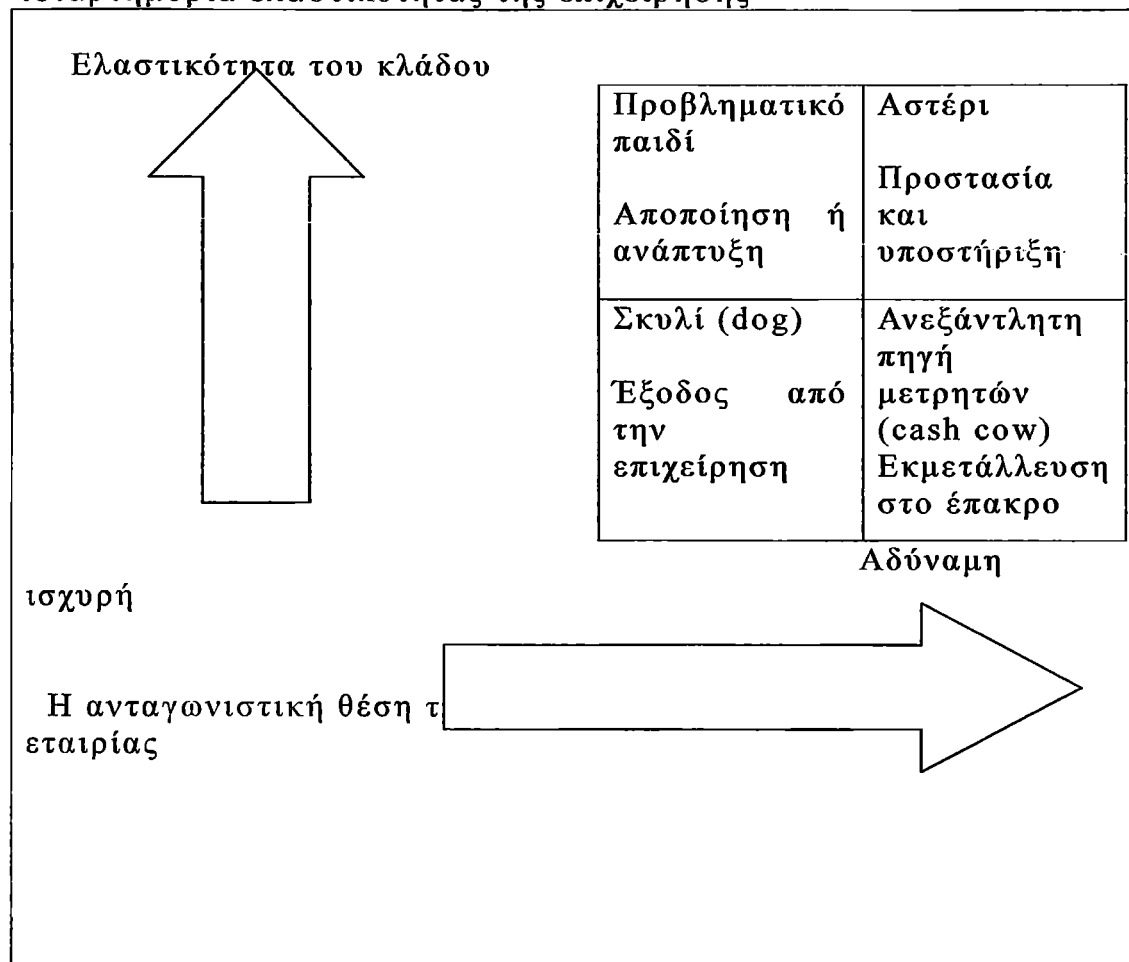 Ελαστικότητα του κλάδου
Προβληματικό
παιδί
Αποποίηση ή
ανάπτυξη
Αστέρι
Προστασία
και
υποστήριξη
Σκυλί (dog)
Έξοδος από
την
επιχείρηση
Ανεξάντλητη
πηγή
μετρητών
(cash cow)
Εκμετάλλευση
στο έπακρο
Αδύναμη
ισχυρή
Η ανταγωνιστική θέση τ
εταιρίας